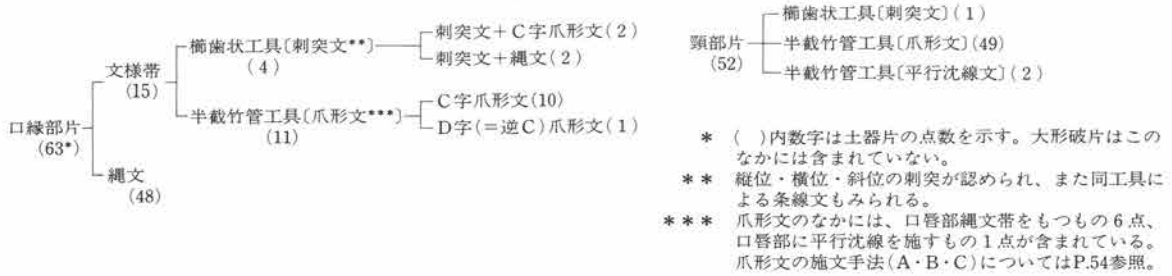 口縁部片
(63*)
文様帯
(15)
縄文
(48)
櫛歯状工具〔刺突文**〕
(4)
半截竹管工具〔爪形文***〕
(11)
刺突文＋C字爪形文(2)
刺突文＋縄文(2)
C字爪形文(10)
D字(＝逆C)爪形文(1)
頸部片
(52)
櫛歯状工具〔刺突文〕(1)
半截竹管工具〔爪形文〕(49)
半截竹管工具〔平行沈線文〕(2)
* ( )内数字は土器片の点数を示す。大形破片はこの
なかには含まれていない。
** 縦位・横位・斜位の刺突が認められ、また同工具に
よる条線文もみられる。
*** 爪形文のなかには、口唇部縄文帯をもつもの6点、
口唇部に平行沈線を施すもの1点が含まれている。
爪形文の施文手法(A・B・C)についてはP.54参照。